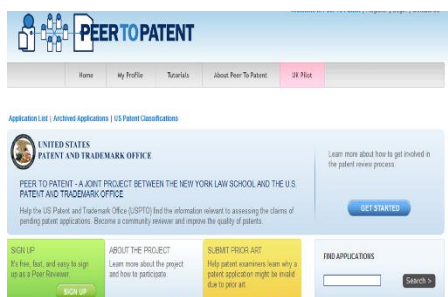 PEERTOPATENT
Home My Profile Tutorials About Peer To Patent UK Pilot
Application List | Archived Applications | US Patent Classifications
UNITED STATES
PATENT AND TRADEMARK OFFICE
PEER TO PATENT - A JOINT PROJECT BETWEEN THE NEW YORK LAW SCHOOL AND THE U.S.
PATENT AND TRADEMARK OFFICE
Help the US Patent and Trademark Office (USPTO) find the information relevant to assessing the claims of
pending patent applications. Become a community reviewer and improve the quality of patents.
Learn more about how to get involved in
the patent review process.
GET STARTED
SIGN UP
It's free, fast, and easy to sign
up as a Peer Reviewer.
SIGN UP
ABOUT THE PROJECT
Learn more about the project
and how to participate.
SUBMIT PRIOR ART
Help patent examiners learn why a
patent application might be invalid
due to prior art.
FIND APPLICATIONS
Search >